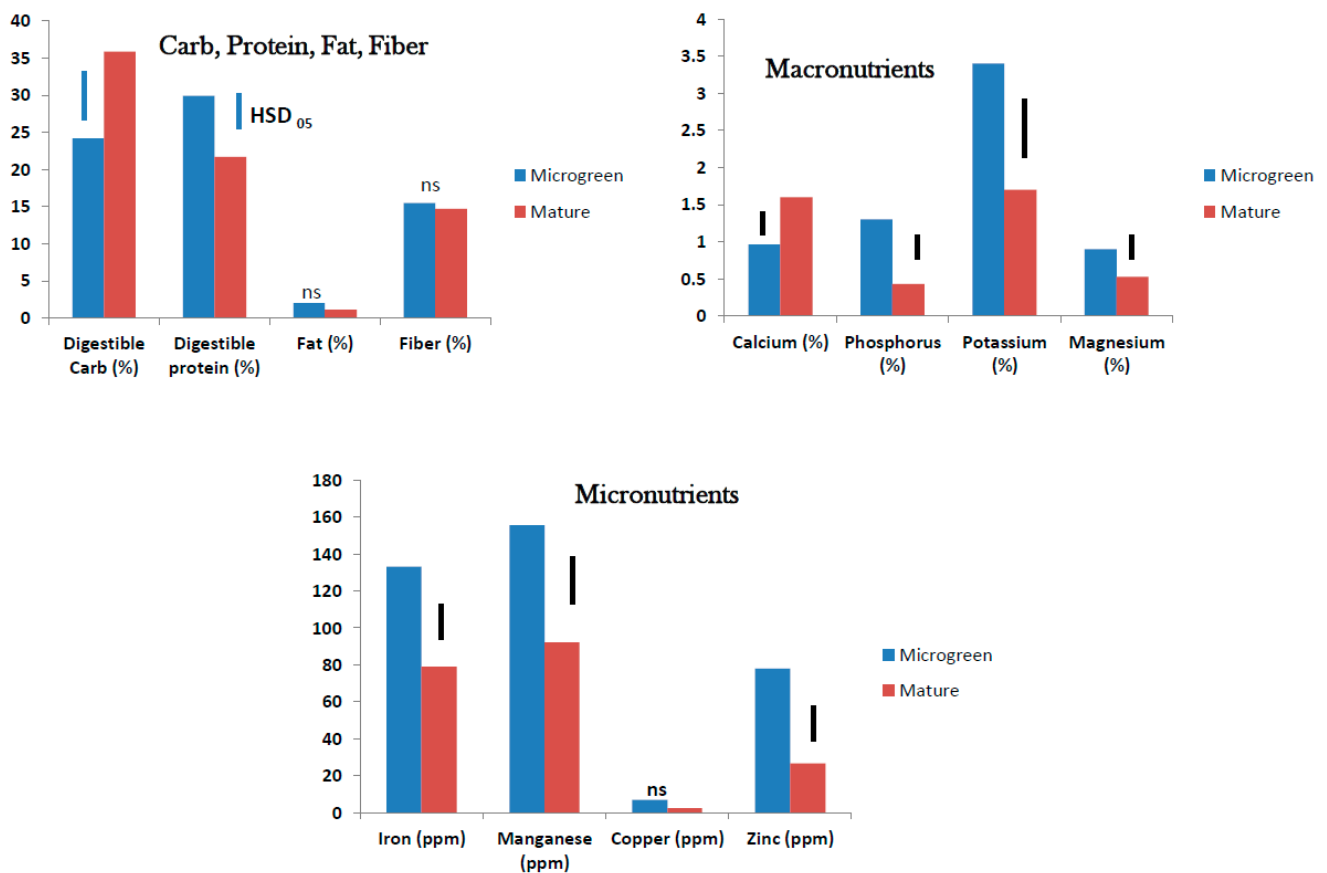 Carb, Protein, Fat, Fiber
40
35
30
25
20
15
10
5
0
HSD 05
ns
ns
Digestible Carb (%)
Digestible protein (%)
Fat (%)
Fiber (%)
Microgreen
Mature
Macronutrients
4
3.5
3
2.5
2
1.5
1
0.5
0
Calcium (%)
Phosphorus (%)
Potassium (%)
Magnesium (%)
Microgreen
Mature
Micronutrients
180
160
140
120
100
80
60
40
20
0
ns
Iron (ppm)
Manganese (ppm)
Copper (ppm)
Zinc (ppm)
Microgreen
Mature